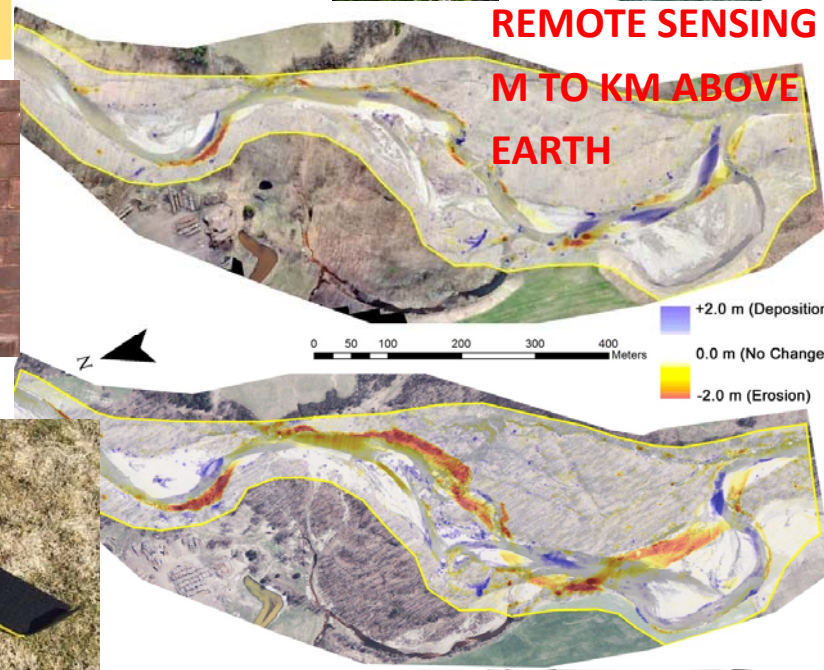 REMOTE SENSING
M TO KM ABOVE
EARTH
+2.0 m (Deposition
0.0 m (No Change
-2.0 m (Erosion)
N
0 50 100 200 300 400
Meters